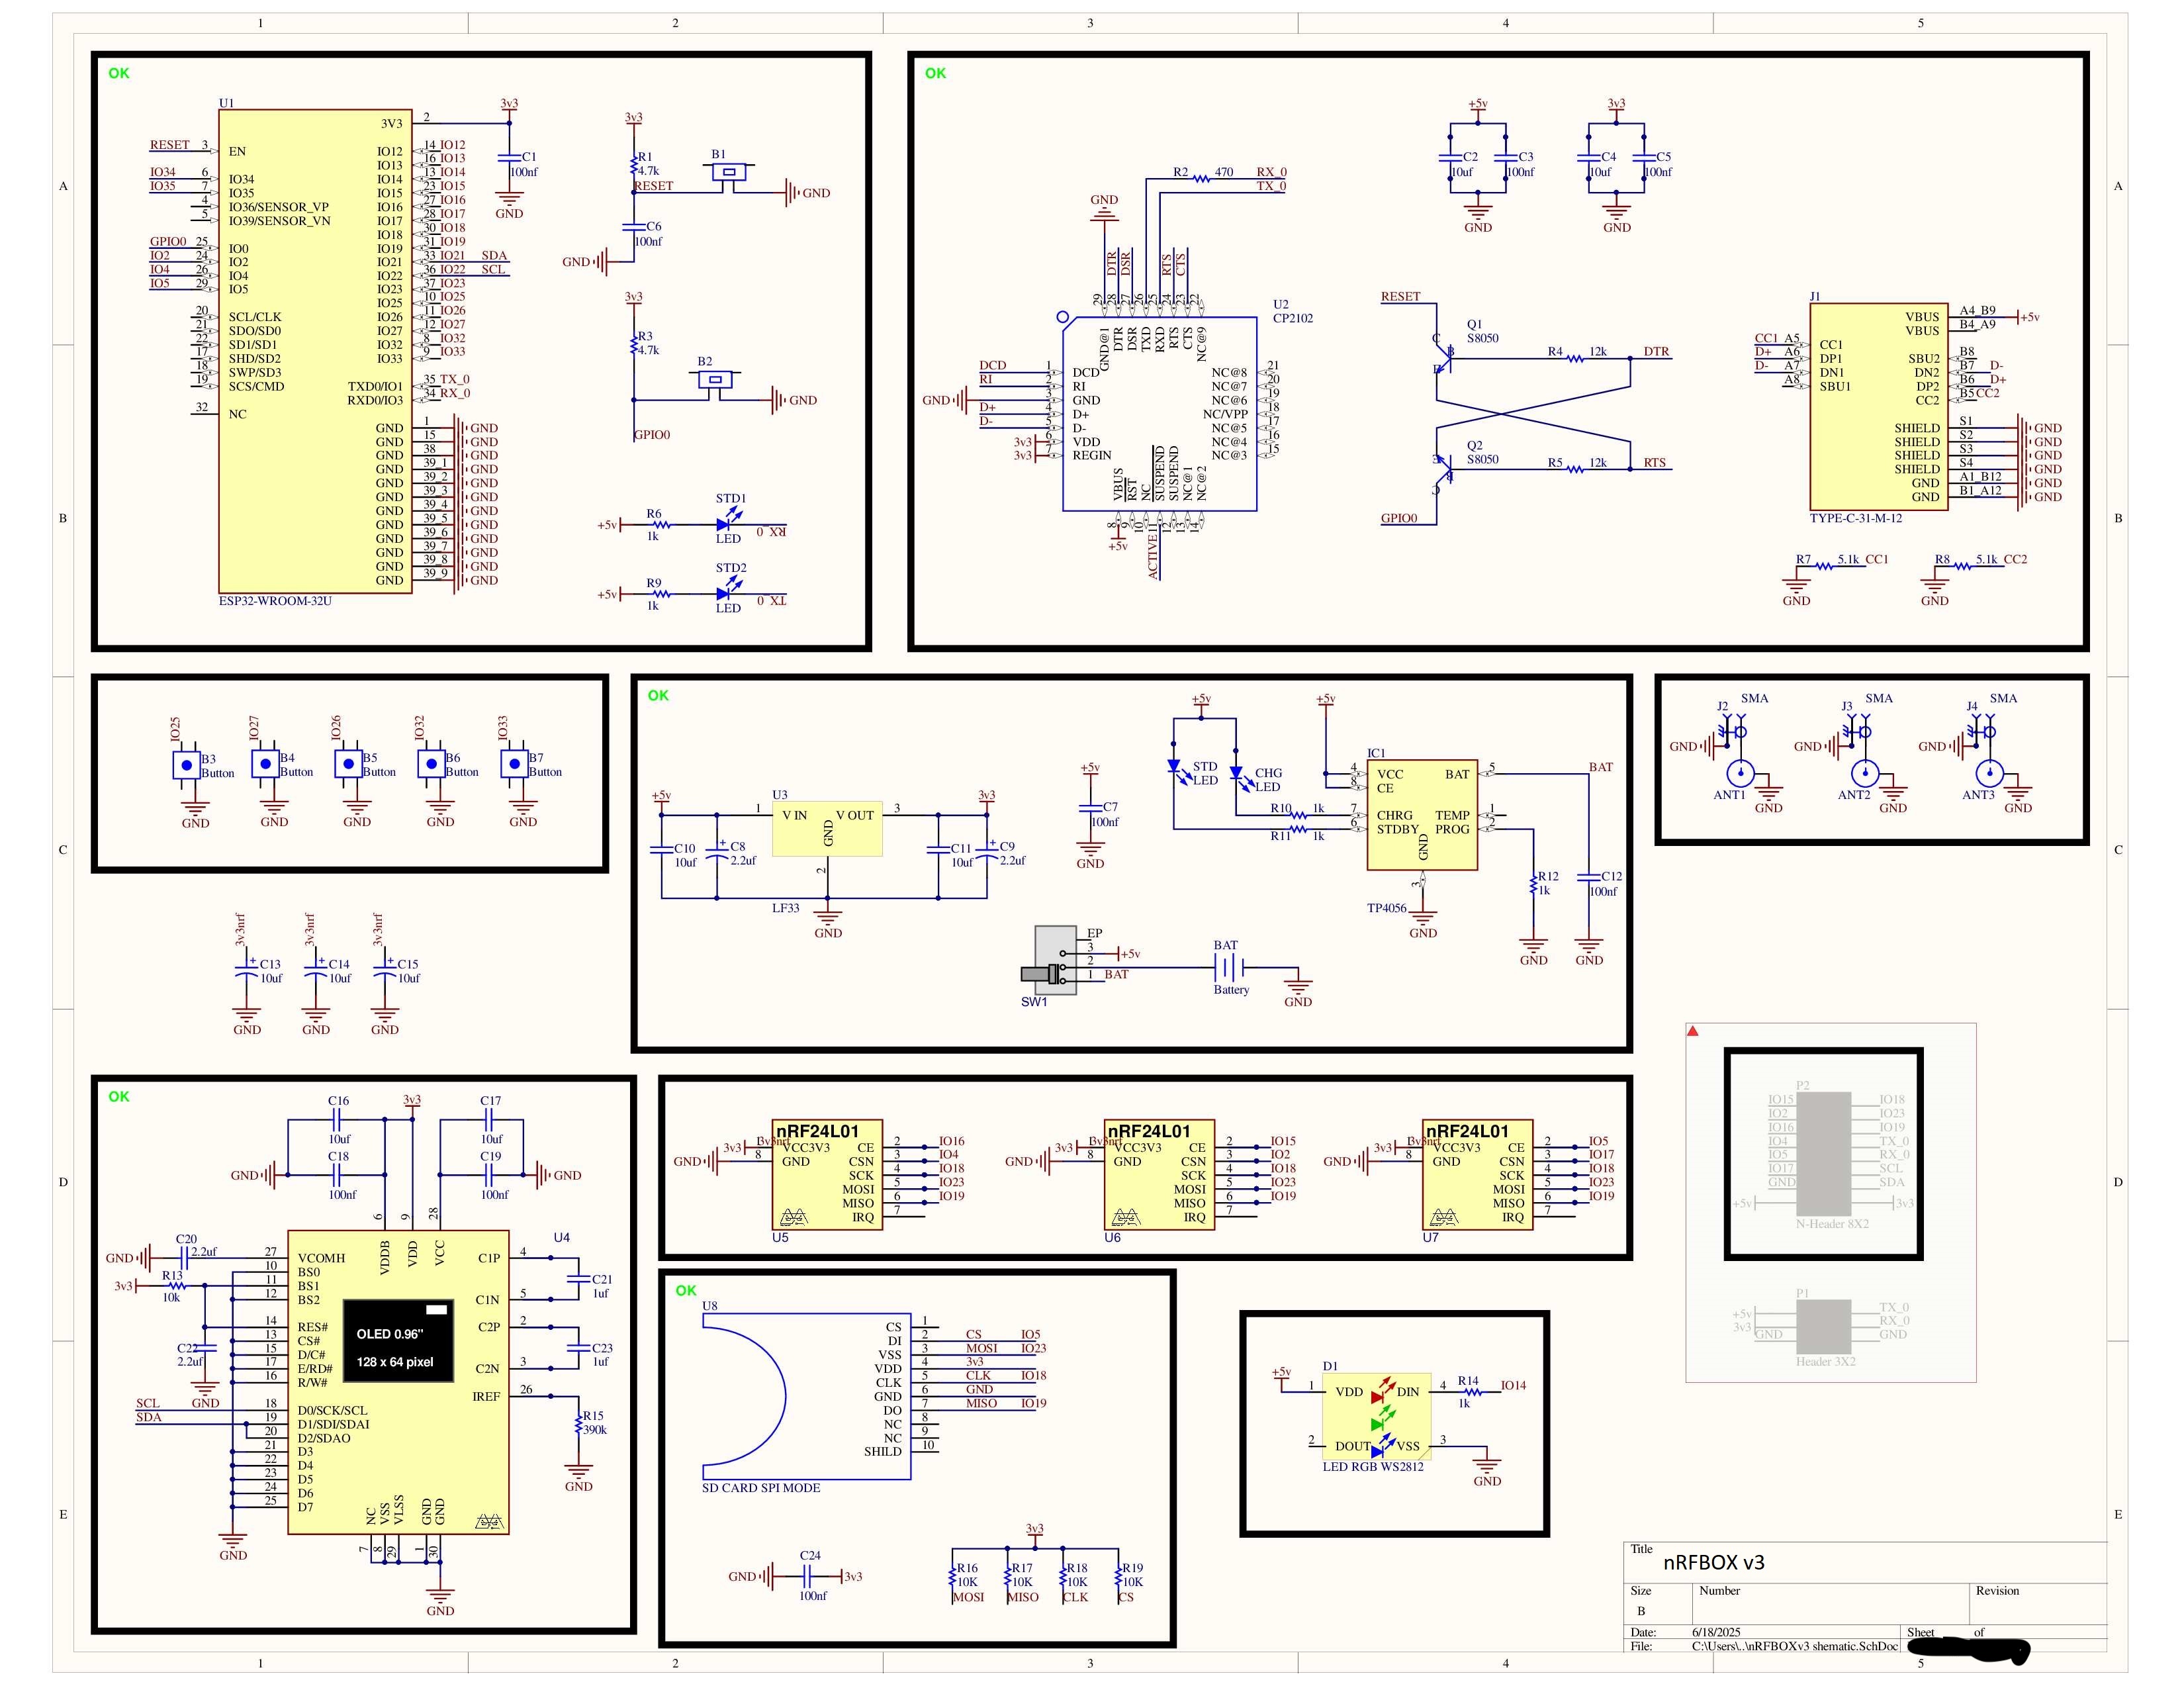 1 2 3 4 5
A
B
C
D
E
OK
U1
3V3 2
3v3
C1
100nf
GND
RESET 3 EN
IO34 6 IO34
IO35 7 IO35
4 IO36/SENSOR_VP
5 IO39/SENSOR_VN
GPIO0 25 IO0
IO2 24 IO2
IO4 26 IO4
IO5 29 IO5
20 SCL/CLK
21 SDO/SD0
22 SD1/SD1
17 SHD/SD2
18 SWP/SD3
19 SCS/CMD
32 NC
IO12 14 IO12
IO13 16 IO13
IO14 13 IO14
IO15 23 IO15
IO16 27 IO16
IO17 28 IO17
IO18 30 IO18
IO19 31 IO19
IO21 33 IO21 SDA
IO22 36 IO22 SCL
IO23 37 IO23
IO25 10 IO25
IO26 11 IO26
IO27 12 IO27
IO32 8 IO32
IO33 9 IO33
TXD0/IO1 35 TX_0
RXD0/IO3 34 RX_0
GND 1 GND
GND 15 GND
GND 38 GND
GND 39_1 GND
GND 39_2 GND
GND 39_3 GND
GND 39_4 GND
GND 39_5 GND
GND 39_6 GND
GND 39_7 GND
GND 39_8 GND
GND 39_9 GND
ESP32-WROOM-32U
3v3
R1
4.7k
B1
RESET
GND
C6
100nf
GND
3v3
R3
4.7k
B2
GND
GPIO0
STD1
+5v R6 1k LED RX_0
STD2
+5v R9 1k LED TX_0
OK
R2 470 RX_0
TX_0
GND
DTR DSR RTS CTS
29 28 27 26 25 24 23 22
GND@1 DTR DSR TXD RXD RTS CTS NC@9
U2
CP2102
DCD 1 DCD
RI 2 RI
GND 3 GND
D+ 4 D+
D- 5 D-
3v3 6 VDD
3v3 7 REGIN
NC@8 21
NC@7 20
NC@6 19
NC/VPP 18
NC@5 17
NC@4 16
NC@3 15
VBUS RST NC SUSPEND SUSPEND NC@1 NC@2
8 9 10 11 12 13 14
+5v
ACTIVE
+5v
C2
10uf
C3
100nf
GND
3v3
C4
10uf
C5
100nf
GND
RESET
Q1
S8050
C B E
R4 12k DTR
Q2
S8050
E B C
R5 12k RTS
GPIO0
J1
VBUS A4_B9 +5v
VBUS B4_A9
CC1 A5 CC1
D+ A6 DP1
D- A7 DN1
A8 SBU1
SBU2 B8
DN2 B7 D-
DP2 B6 D+
CC2 B5 CC2
SHIELD S1 GND
SHIELD S2 GND
SHIELD S3 GND
SHIELD S4 GND
GND A1_B12 GND
GND B1_A12 GND
TYPE-C-31-M-12
R7 5.1k CC1
GND
R8 5.1k CC2
GND
IO25 IO27 IO26 IO32 IO33
B3 B4 B5 B6 B7
Button Button Button Button Button
GND GND GND GND GND
3v3nrf 3v3nrf 3v3nrf
+ C13 + C14 + C15
10uf 10uf 10uf
GND GND GND
OK
+5v U3 3v3
1 V IN V OUT 3
GND
2
C10
10uf
+ C8
2.2uf
C11
10uf
+ C9
2.2uf
LF33
GND
+5v
C7
100nf
GND
+5v
STD
LED
CHG
LED
+5v
IC1
4 VCC
8 CE
R10 1k 7 CHRG
R11 1k 6 STDBY
BAT 5 BAT
TEMP 1
PROG 2
GND
3
TP4056
GND
R12
1k
GND
C12
100nf
GND
EP
3 +5v
2
1 BAT
SW1
BAT
Battery
GND
J2 SMA J3 SMA J4 SMA
GND GND GND
ANT1 ANT2 ANT3
GND GND GND
OK
C16
10uf
3v3
C17
10uf
GND
C18
100nf
C19
100nf
GND
6 9 28
VDDB VDD VCC
U4
GND C20 2.2uf 27 VCOMH
10 BS0
3v3 R13 10k 11 BS1
12 BS2
14 RES#
13 CS#
15 D/C#
17 E/RD#
16 R/W#
C22
2.2uf
GND
SCL 18 D0/SCK/SCL
SDA 19 D1/SDI/SDAI
20 D2/SDAO
21 D3
22 D4
23 D5
24 D6
25 D7
GND
OLED 0.96"
128 x 64 pixel
C1P 4
C21
1uf
C1N 5
C2P 2
C23
1uf
C2N 3
IREF 26
R15
390k
GND
NC VSS VLSS GND GND
7 8 29 1 30
GND
nRF24L01
3v3 1 3v3nrf VCC3V3
GND 8 GND
CE 2 IO16
CSN 3 IO4
SCK 4 IO18
MOSI 5 IO23
MISO 6 IO19
IRQ 7
U5
nRF24L01
3v3 1 3v3nrf VCC3V3
GND 8 GND
CE 2 IO15
CSN 3 IO2
SCK 4 IO18
MOSI 5 IO23
MISO 6 IO19
IRQ 7
U6
nRF24L01
3v3 1 3v3nrf VCC3V3
GND 8 GND
CE 2 IO5
CSN 3 IO17
SCK 4 IO18
MOSI 5 IO23
MISO 6 IO19
IRQ 7
U7
OK
U8
CS 1
DI 2 CS IO5
VSS 3 MOSI IO23
VDD 4 3v3
CLK 5 CLK IO18
GND 6 GND
DO 7 MISO IO19
NC 8
NC 9
SHILD 10
SD CARD SPI MODE
GND C24 100nf 3v3
3v3
R16 R17 R18 R19
10K 10K 10K 10K
MOSI MISO CLK CS
+5v
D1
1 VDD DIN 4 R14 1k IO14
2 DOUT VSS 3
LED RGB WS2812
GND
P2
IO15 IO18
IO2 IO23
IO16 IO19
IO4 TX_0
IO5 RX_0
IO17 SCL
GND SDA
+5v 3v3
N-Header 8X2
P1
+5v TX_0
3v3 RX_0
GND GND
Header 3X2
Title
nRFBOX v3
Size Number Revision
B
Date: 6/18/2025 Sheet of
File: C:\Users\..\nRFBOXv3 shematic.SchDoc
A
B
C
D
E
1 2 3 4 5